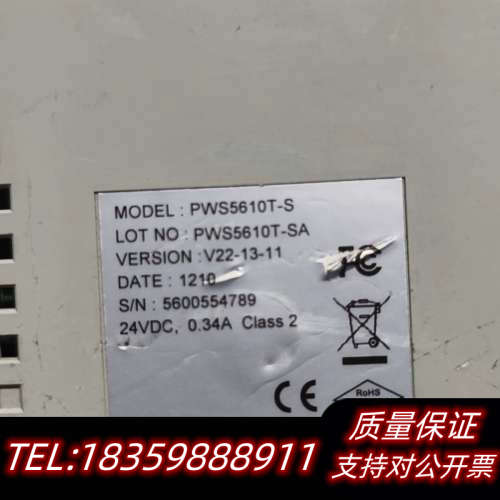 MODEL : PWS5610T-S
LOT NO : PWS5610T-SA
VERSION : V22-13-11
DATE : 1210
S/N : 5600554789
24VDC, 0.34A Class 2
FC
CE
RoHS
TEL:18359888911
质量保证
支持对公开票